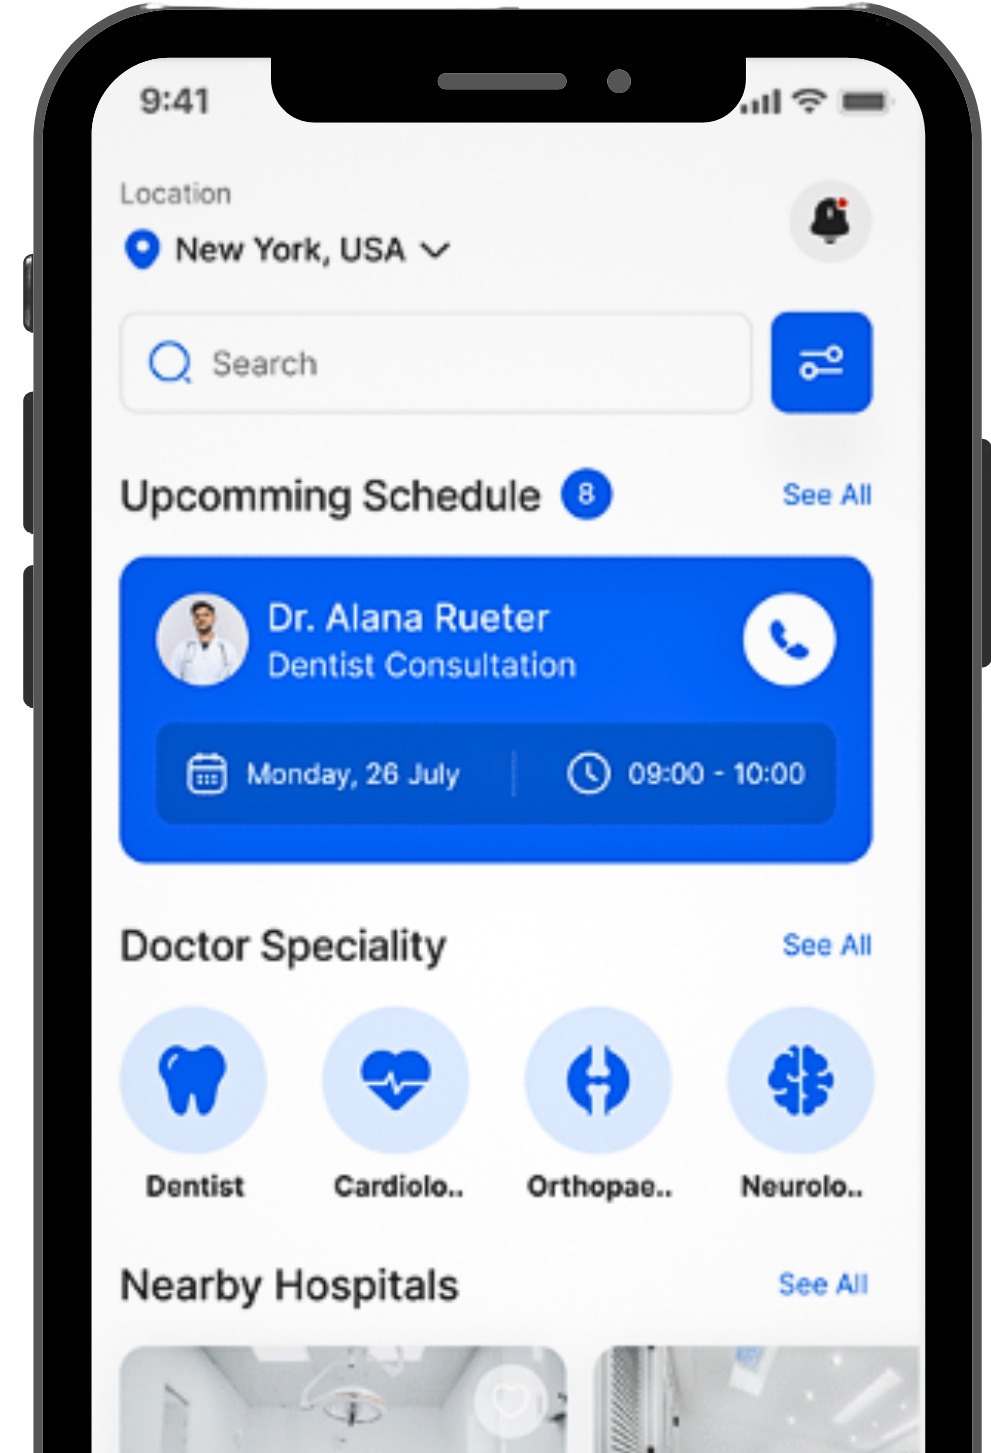 9:41
Location
New York, USA
Search
Upcomming Schedule 8 See All
Dr. Alana Rueter
Dentist Consultation
Monday, 26 July 09:00 - 10:00
Doctor Speciality See All
Dentist Cardiolo.. Orthopae.. Neurolo..
Nearby Hospitals See All